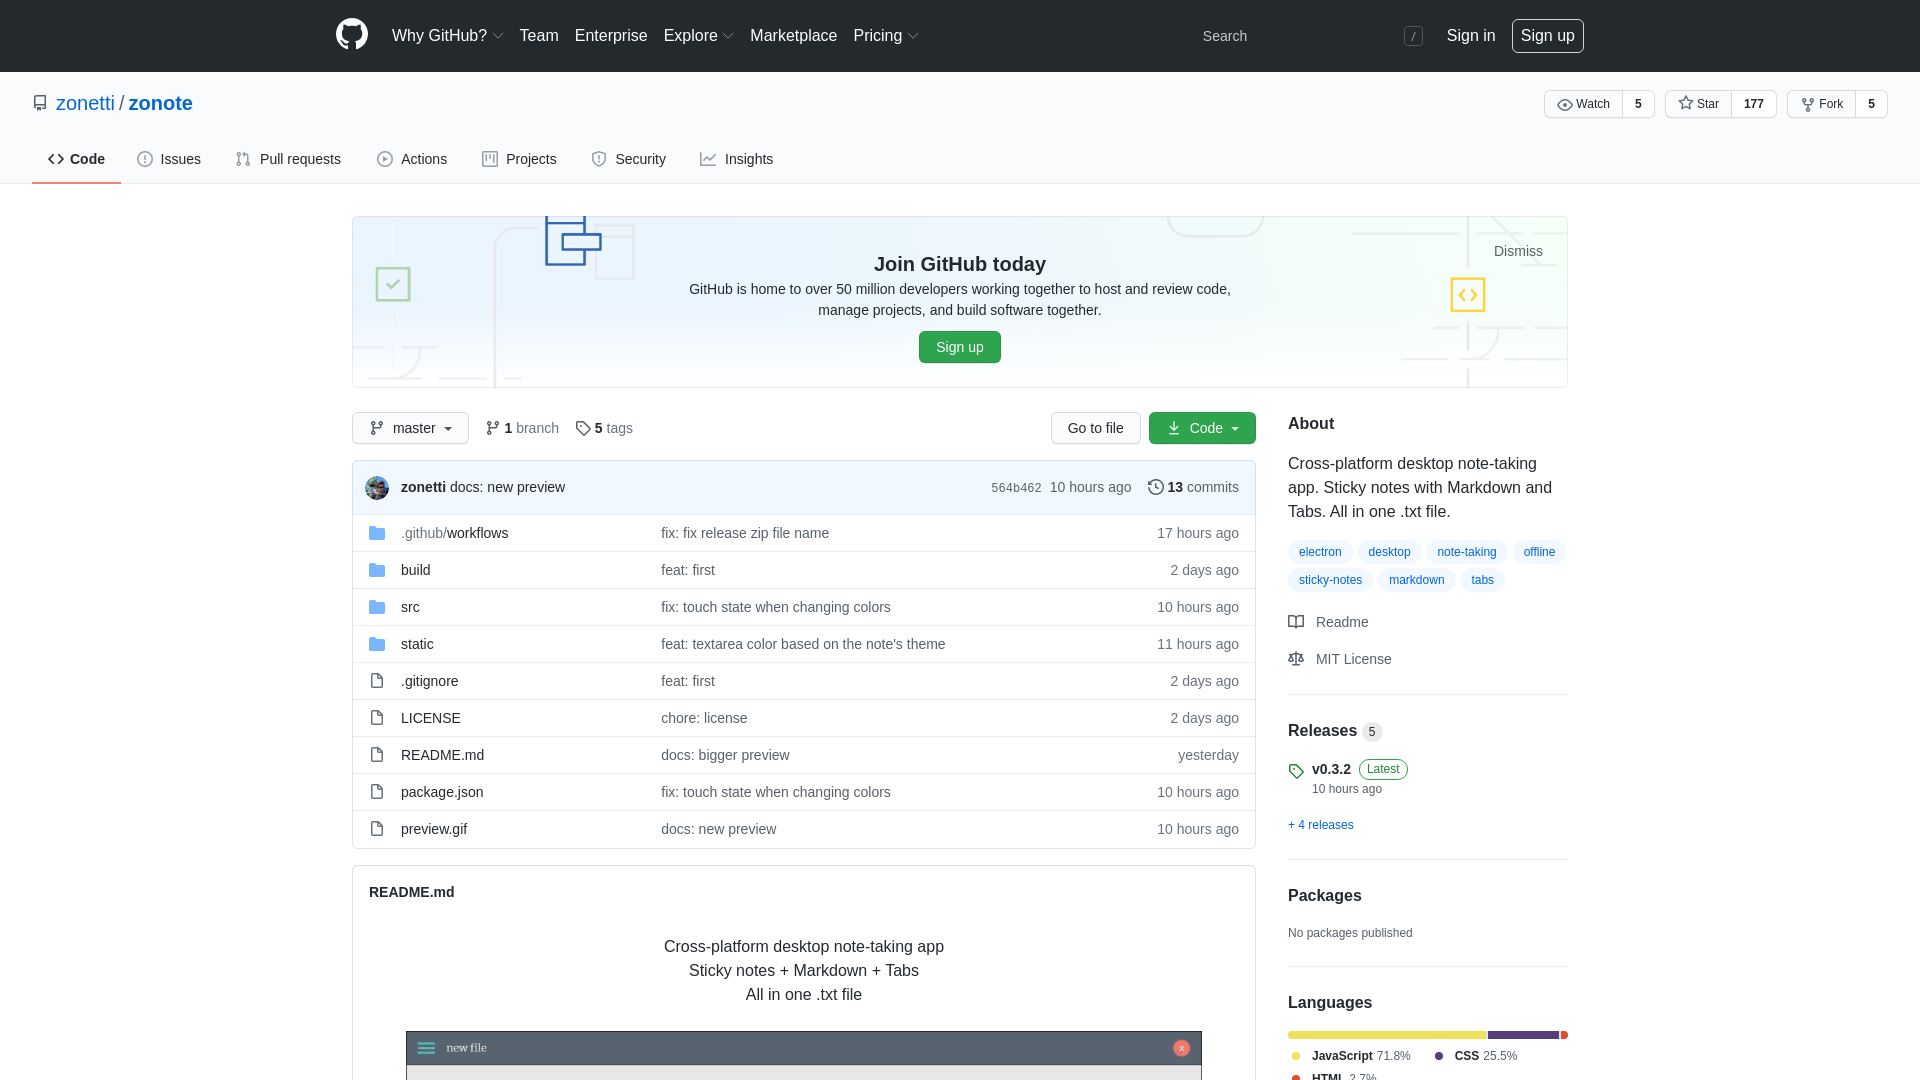 Why GitHub? Team Enterprise Explore Marketplace Pricing Search / Sign in Sign up
zonetti / zonote Watch 5 Star 177 Fork 5
Code Issues Pull requests Actions Projects Security Insights
Dismiss
Join GitHub today
GitHub is home to over 50 million developers working together to host and review code,
manage projects, and build software together.
Sign up
master 1 branch 5 tags Go to file Code
zonetti docs: new preview 564b462 10 hours ago 13 commits
.github/workflows fix: fix release zip file name 17 hours ago
build feat: first 2 days ago
src fix: touch state when changing colors 10 hours ago
static feat: textarea color based on the note's theme 11 hours ago
.gitignore feat: first 2 days ago
LICENSE chore: license 2 days ago
README.md docs: bigger preview yesterday
package.json fix: touch state when changing colors 10 hours ago
preview.gif docs: new preview 10 hours ago
README.md
Cross-platform desktop note-taking app
Sticky notes + Markdown + Tabs
All in one .txt file
new file x
About
Cross-platform desktop note-taking
app. Sticky notes with Markdown and
Tabs. All in one .txt file.
electron desktop note-taking offline
sticky-notes markdown tabs
Readme
MIT License
Releases 5
v0.3.2 Latest
10 hours ago
+ 4 releases
Packages
No packages published
Languages
JavaScript 71.8% CSS 25.5%
HTML 2.7%